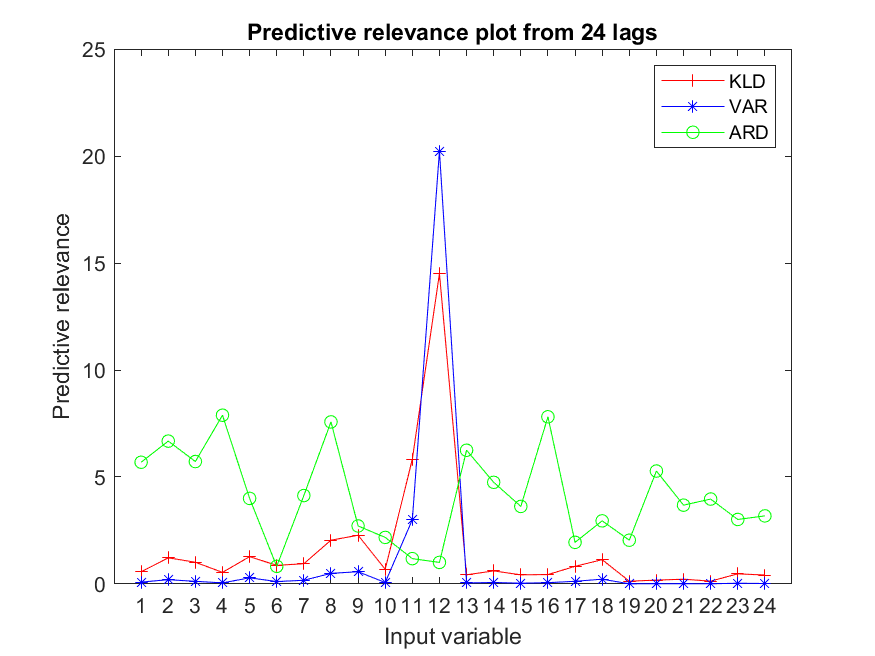 Predictive relevance plot from 24 lags
25
20
15
10
5
0
Predictive relevance
KLD
VAR
ARD
1 2 3 4 5 6 7 8 9 10 11 12 13 14 15 16 17 18 19 20 21 22 23 24
Input variable